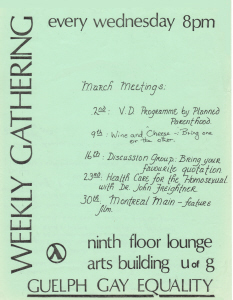 every wednesday 8pm
WEEKLY GATHERING
March Meetings:
2nd: V.D. Programme by Planned
Parenthood.
9th: Wine and Cheese - Bring one
or the other.
16th: Discussion Group: Bring your
favourite quotation
23rd: Health Care for the Homosexual
with Dr. John Freightner
30th: Montreal Main - feature
film.
λ
ninth floor lounge
arts building U of g
GUELPH GAY EQUALITY